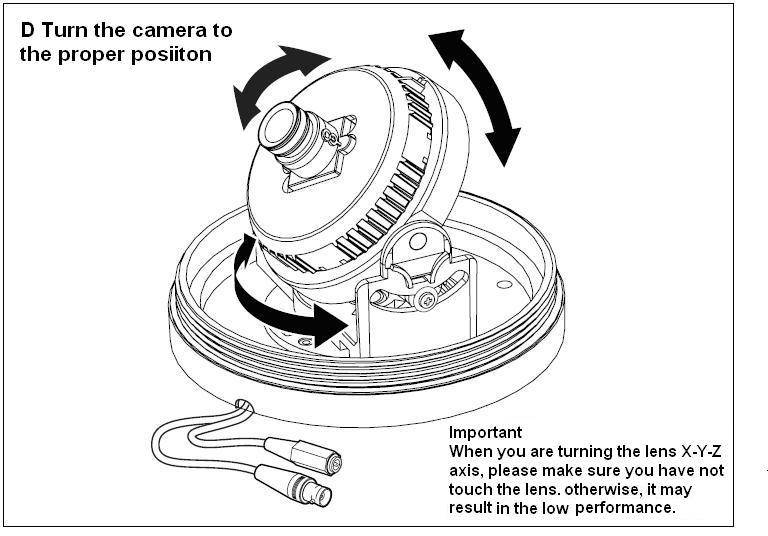 D Turn the camera to
the proper posiiton
Important
When you are turning the lens X-Y-Z
axis, please make sure you have not
touch the lens. otherwise, it may
result in the low performance.